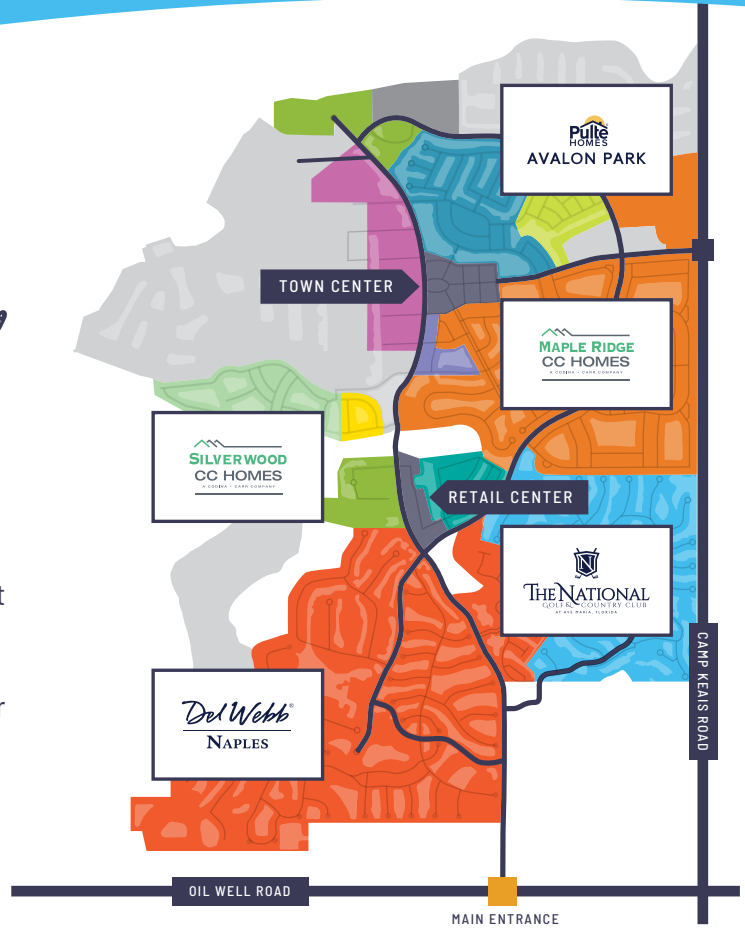 Pulte
HOMES
AVALON PARK
TOWN CENTER
MAPLE RIDGE
CC HOMES
A CODINA - CARR COMPANY
SILVERWOOD
CC HOMES
A CODINA - CARR COMPANY
RETAIL CENTER
N
THE NATIONAL
GOLF & COUNTRY CLUB
AT AVE MARIA, FLORIDA
t
CAMP KEAIS ROAD
r
Del Webb®
NAPLES
OIL WELL ROAD
MAIN ENTRANCE